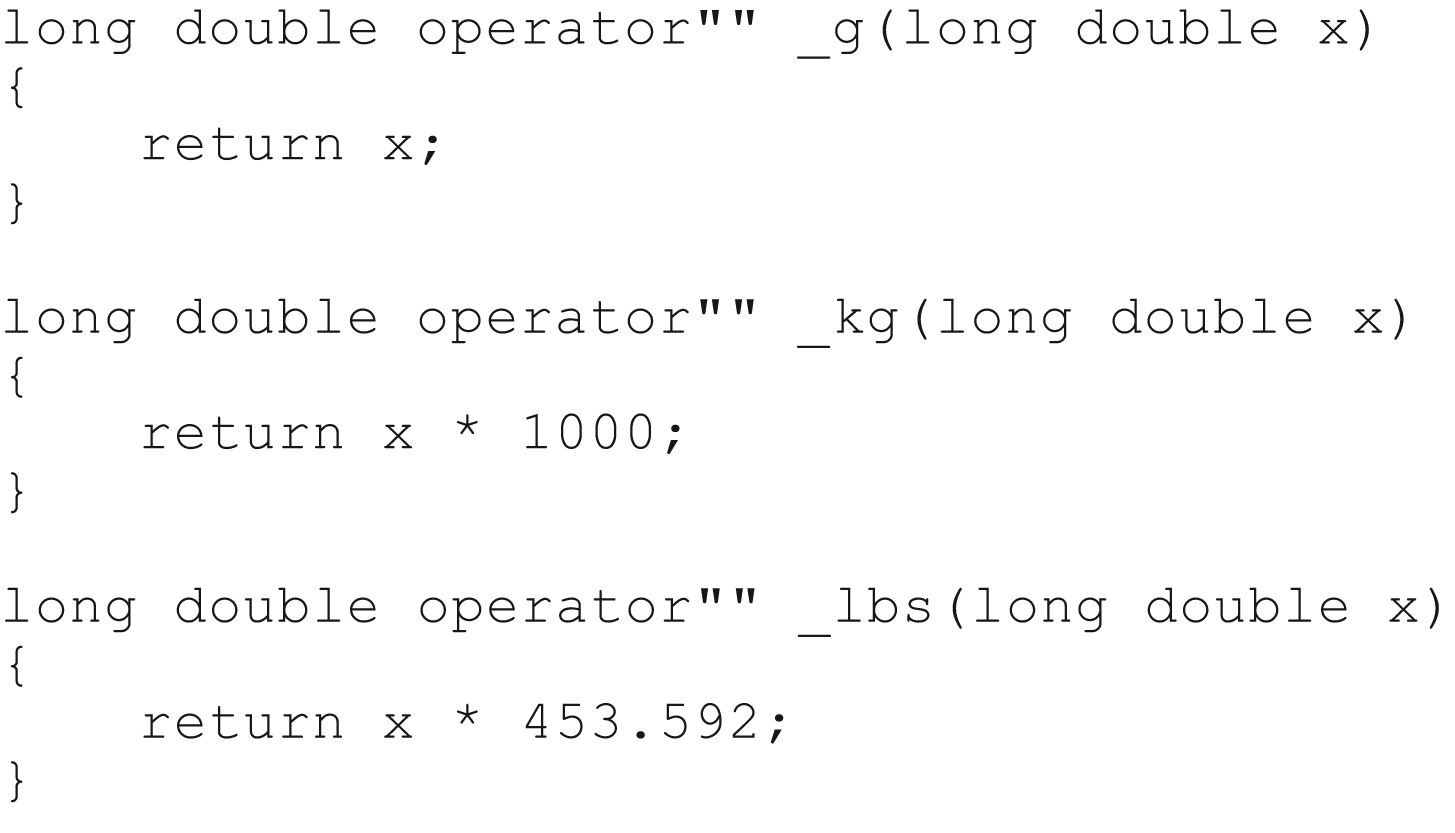 long double operator"" _g(long double x)
{
    return x;
}

long double operator"" _kg(long double x)
{
    return x * 1000;
}

long double operator"" _lbs(long double x)
{
    return x * 453.592;
}